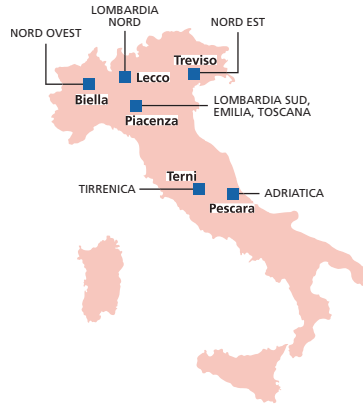 LOMBARDIA
NORD
NORD OVEST
NORD EST
Treviso
Lecco
Biella
LOMBARDIA SUD,
EMILIA, TOSCANA
Piacenza
Terni
TIRRENICA
ADRIATICA
Pescara